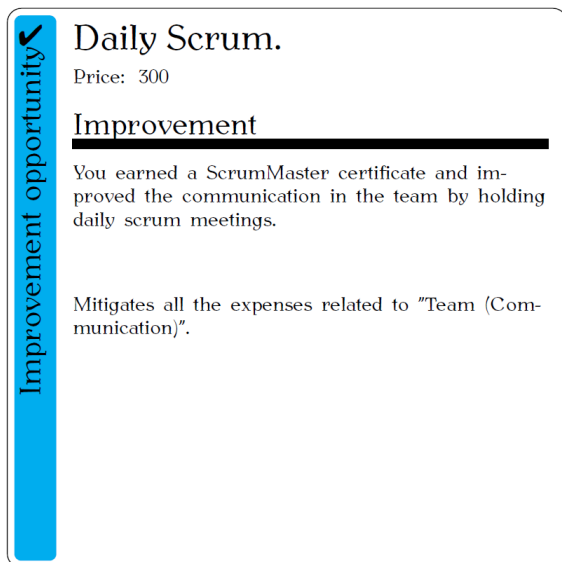 Improvement opportunity✔
Daily Scrum.
Price: 300
Improvement
You earned a ScrumMaster certificate and im-
proved the communication in the team by holding
daily scrum meetings.
Mitigates all the expenses related to "Team (Com-
munication)".